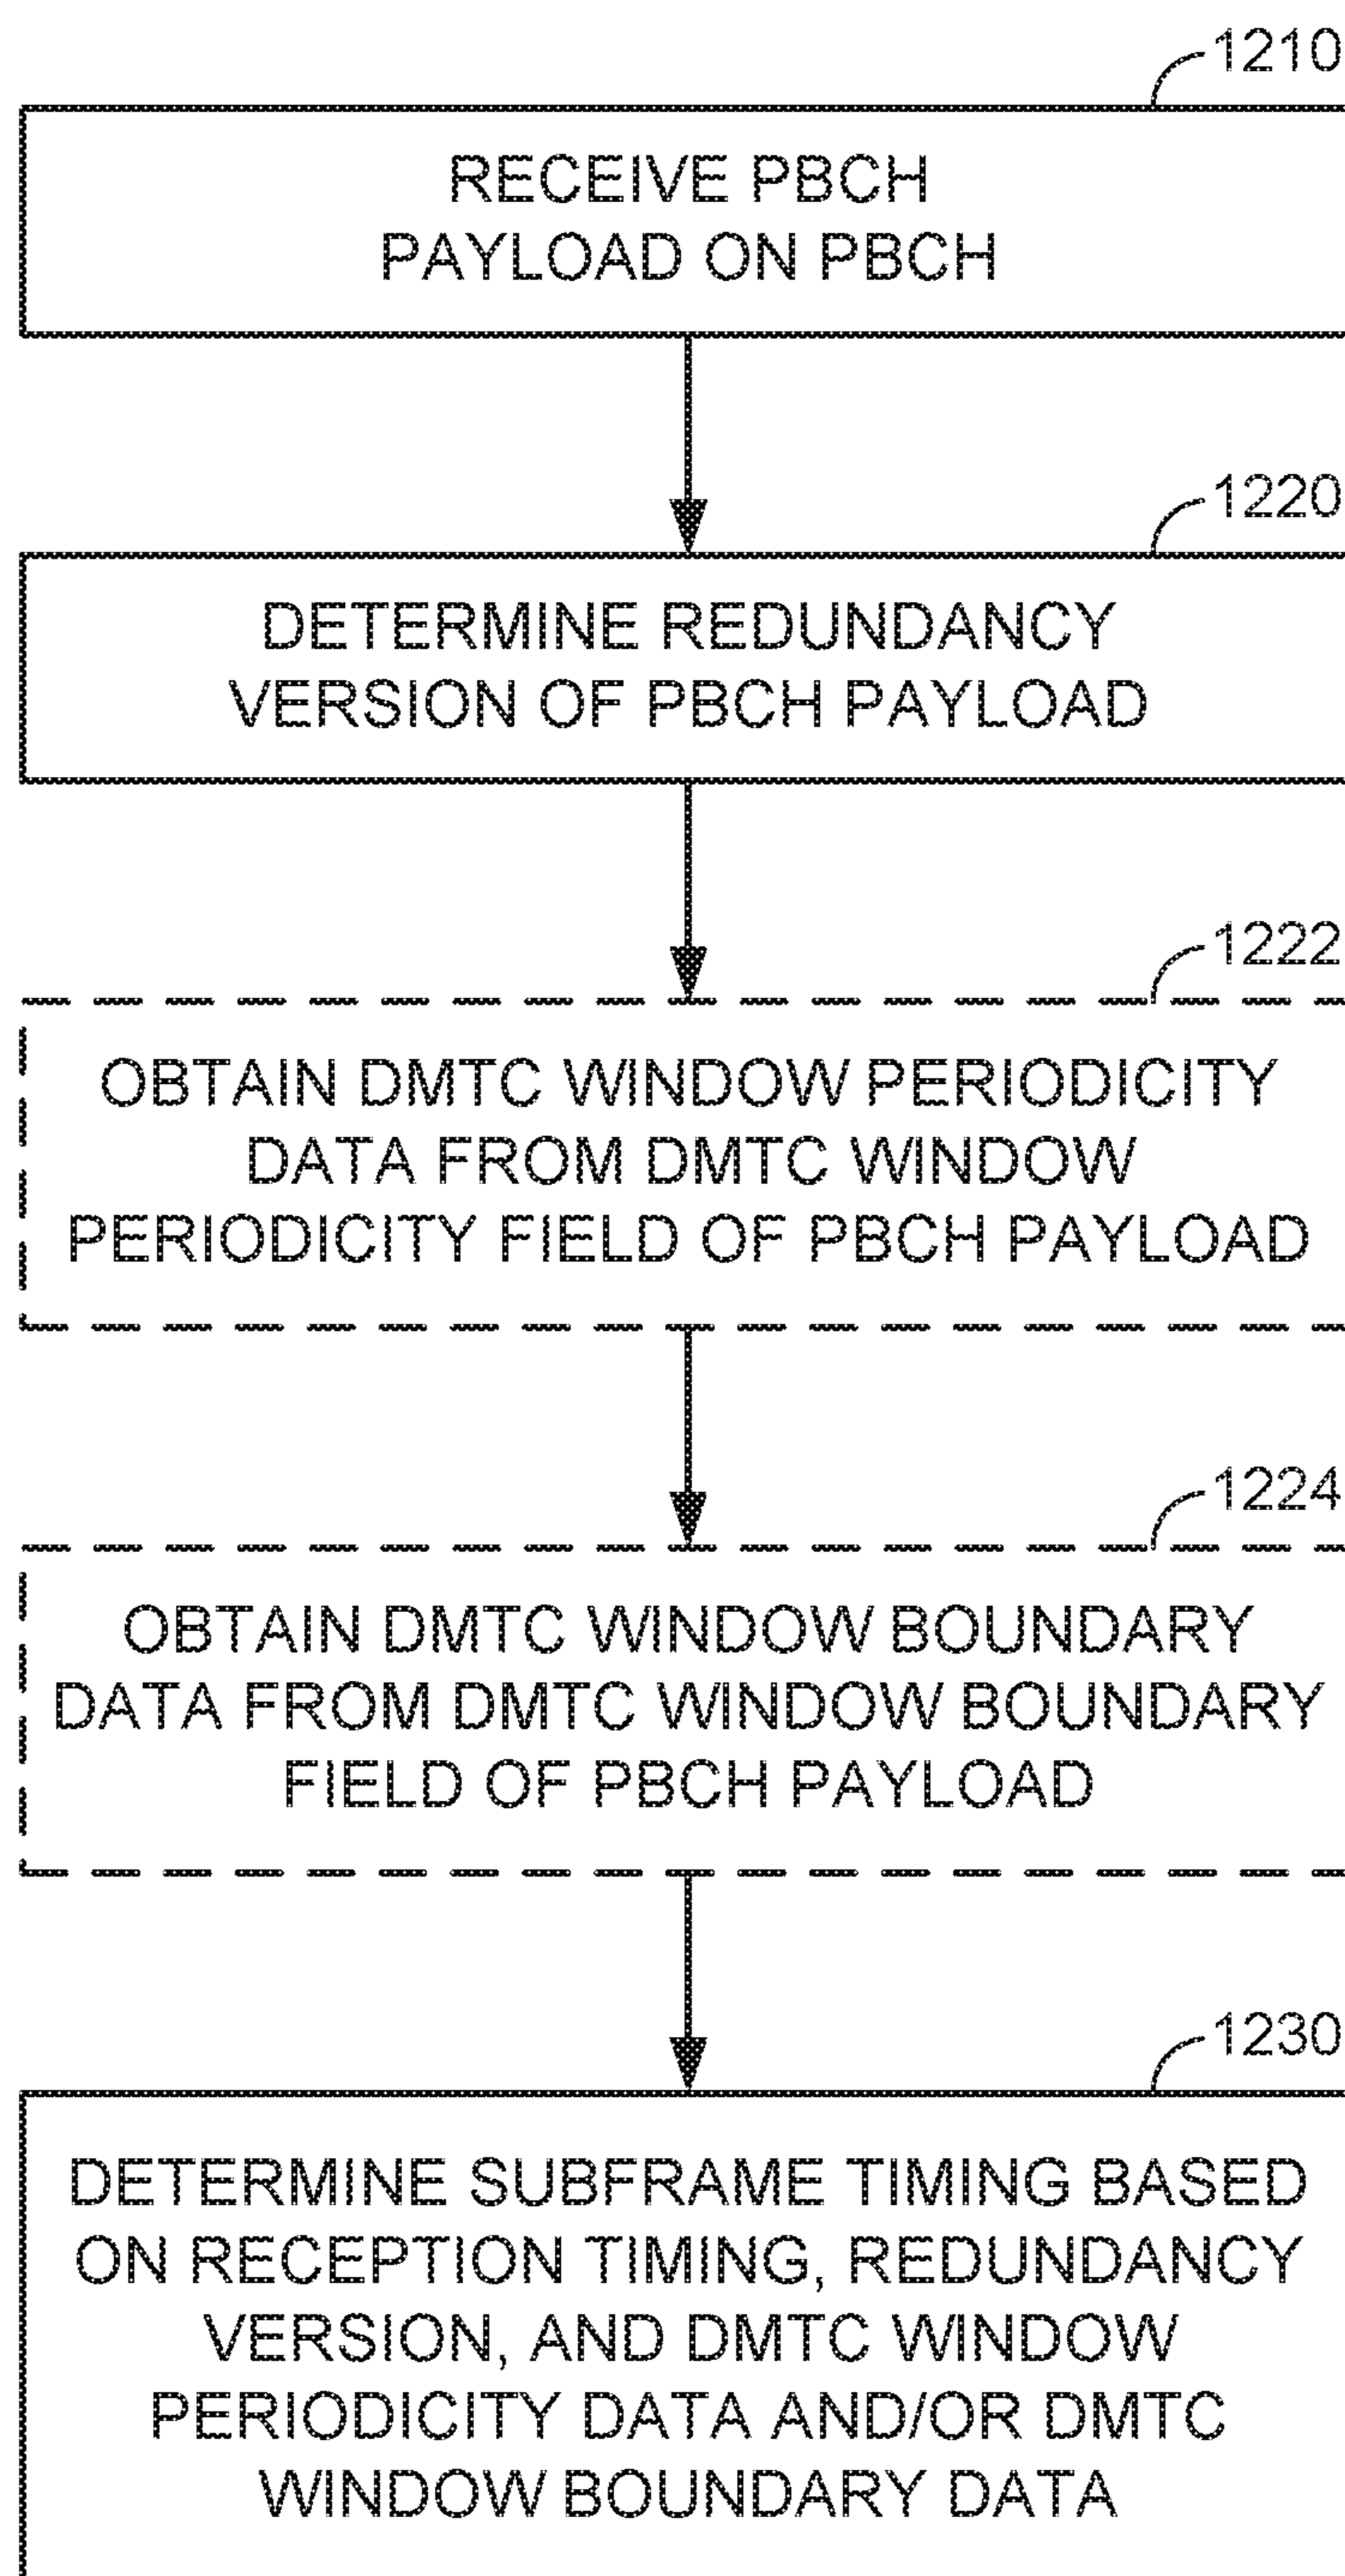 1210
RECEIVE PBCH
PAYLOAD ON PBCH
1220
DETERMINE REDUNDANCY
VERSION OF PBCH PAYLOAD
1222
OBTAIN DMTC WINDOW PERIODICITY
DATA FROM DMTC WINDOW
PERIODICITY FIELD OF PBCH PAYLOAD
1224
OBTAIN DMTC WINDOW BOUNDARY
DATA FROM DMTC WINDOW BOUNDARY
FIELD OF PBCH PAYLOAD
1230
DETERMINE SUBFRAME TIMING BASED
ON RECEPTION TIMING, REDUNDANCY
VERSION, AND DMTC WINDOW
PERIODICITY DATA AND/OR DMTC
WINDOW BOUNDARY DATA